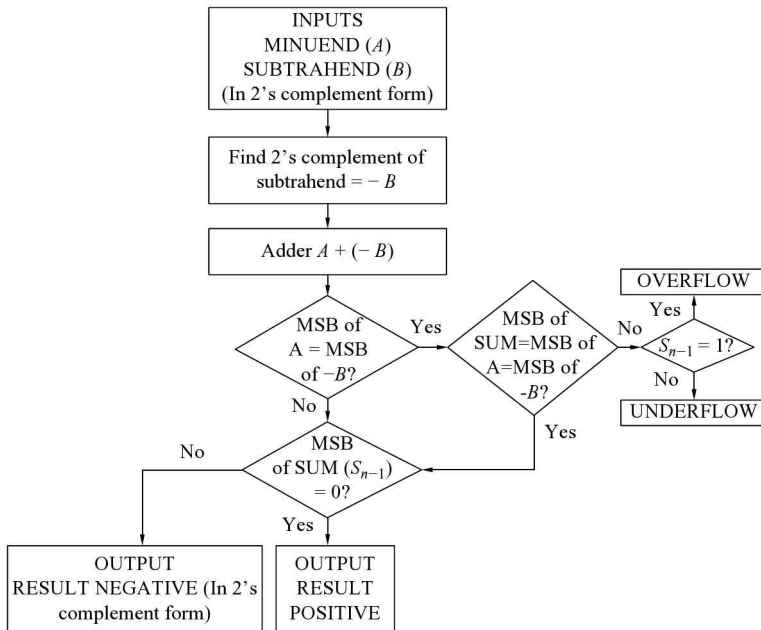 INPUTS
MINUEND (A)
SUBTRAHEND (B)
(In 2’s complement form)
Find 2’s complement of
subtrahend = − B
Adder A + (− B)
MSB of
A = MSB
of −B?
Yes
No
MSB of
SUM=MSB of
A=MSB of
-B?
No
Yes
OVERFLOW
Yes
Sn−1 = 1?
No
UNDERFLOW
MSB
of SUM (Sn−1)
= 0?
No
Yes
OUTPUT
RESULT NEGATIVE (In 2’s
complement form)
OUTPUT
RESULT
POSITIVE